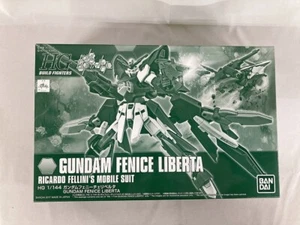 HG
BUILD FIGHTERS
GUNDAM FENICE LIBERTA
RICARDO FELLINI'S MOBILE SUIT
HG 1/144 ガンダムフェニーチェリベルタ
GUNDAM FENICE LIBERTA
BANDAI